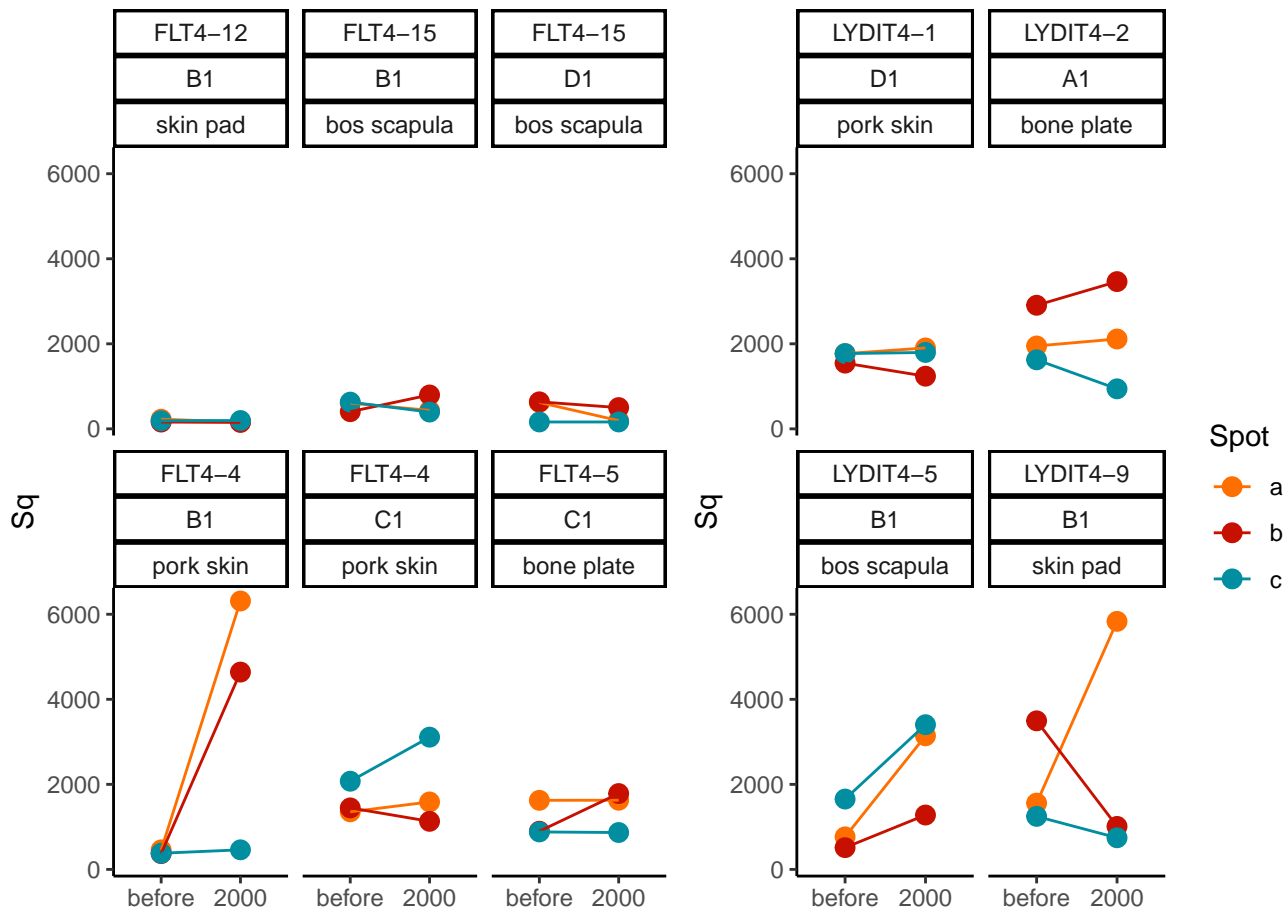 FLT4−12 FLT4−15 FLT4−15 LYDIT4−1 LYDIT4−2
B1 B1 D1 D1 A1
skin pad bos scapula bos scapula pork skin bone plate
6000 6000
4000 4000
2000 2000
0 0
FLT4−4 FLT4−4 FLT4−5 LYDIT4−5 LYDIT4−9
B1 C1 C1 B1 B1
pork skin pork skin bone plate bos scapula skin pad
6000 6000
4000 4000
2000 2000
0 0
before 2000 before 2000 before 2000 before 2000 before 2000
Sq
Sq
Spot
a
b
c